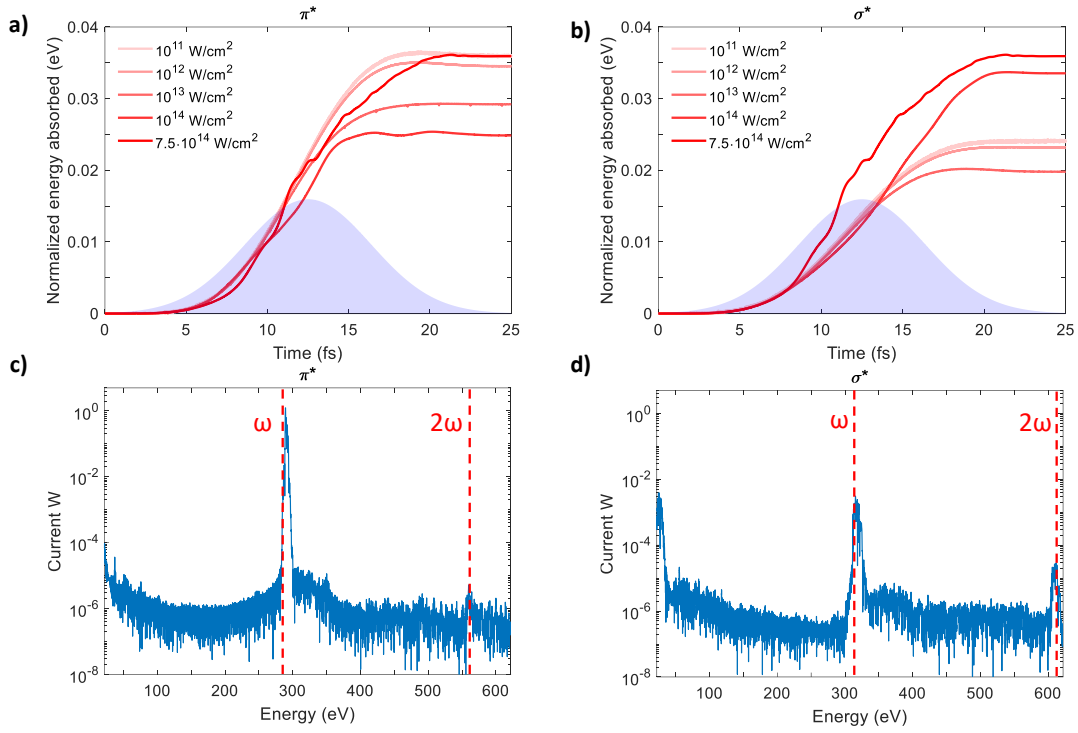 a)
π*
Normalized energy absorbed (eV)
0.04
0.03
0.02
0.01
0
10¹¹ W/cm²
10¹² W/cm²
10¹³ W/cm²
10¹⁴ W/cm²
7.5·10¹⁴ W/cm²
0 5 10 15 20 25
Time (fs)
b)
σ*
Normalized energy absorbed (eV)
0.04
0.03
0.02
0.01
0
10¹¹ W/cm²
10¹² W/cm²
10¹³ W/cm²
10¹⁴ W/cm²
7.5·10¹⁴ W/cm²
0 5 10 15 20 25
Time (fs)
c)
π*
Current W
10⁰
10⁻²
10⁻⁴
10⁻⁶
10⁻⁸
ω 2ω
100 200 300 400 500 600
Energy (eV)
d)
σ*
Current W
10⁰
10⁻²
10⁻⁴
10⁻⁶
10⁻⁸
ω 2ω
100 200 300 400 500 600
Energy (eV)